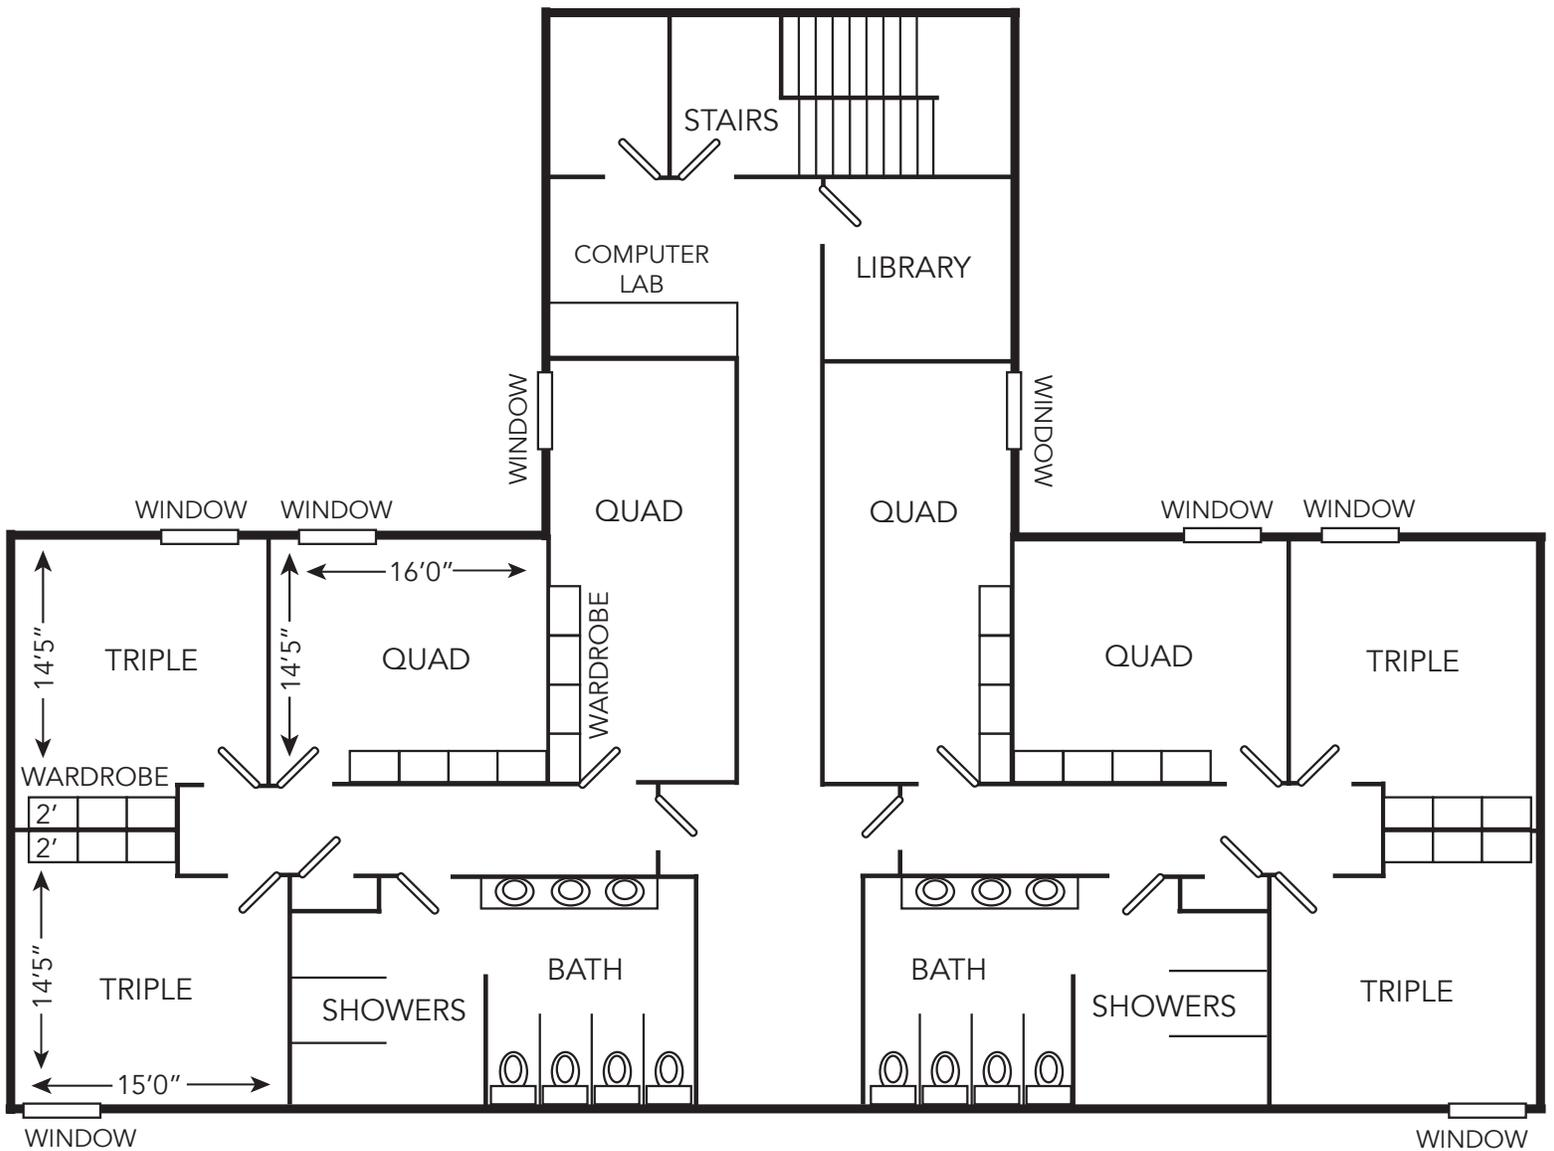 STAIRS
COMPUTER
LAB
LIBRARY
WINDOW
WINDOW
QUAD
QUAD
WINDOW
WINDOW
WINDOW
WINDOW
16'0”
14'5”
TRIPLE
14'5”
QUAD
WARDROBE
QUAD
TRIPLE
WARDROBE
2'
2'
14'5”
TRIPLE
SHOWERS
BATH
BATH
SHOWERS
TRIPLE
15'0”
WINDOW
WINDOW